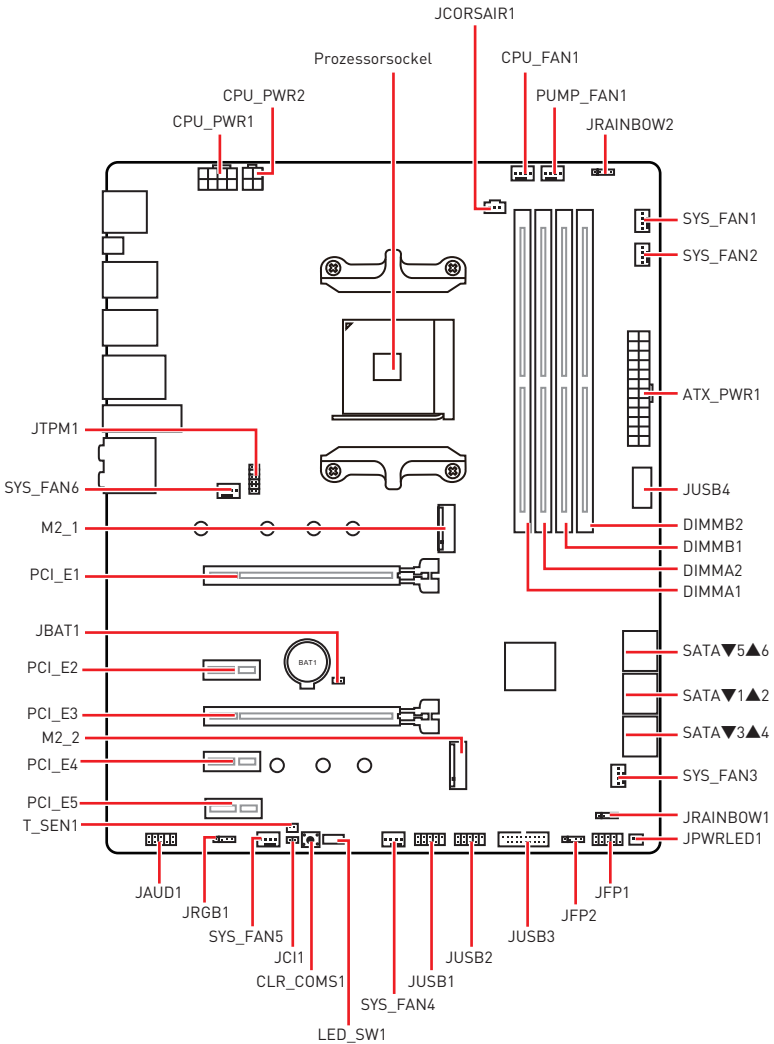 JCORSAIR1
Prozessorsockel
CPU_FAN1
CPU_PWR2
PUMP_FAN1
CPU_PWR1
JRAINBOW2
SYS_FAN1
SYS_FAN2
ATX_PWR1
JTPM1
SYS_FAN6
JUSB4
M2_1
DIMMB2
DIMMB1
PCI_E1
DIMMA2
DIMMA1
JBAT1
BAT1
PCI_E2
SATA▼5▲6
SATA▼1▲2
PCI_E3
SATA▼3▲4
M2_2
PCI_E4
SYS_FAN3
PCI_E5
T_SEN1
JRAINBOW1
JPWRLED1
JAUD1
JRGB1
SYS_FAN5
JCI1
CLR_COMS1
LED_SW1
SYS_FAN4
JUSB1
JUSB2
JUSB3
JFP2
JFP1